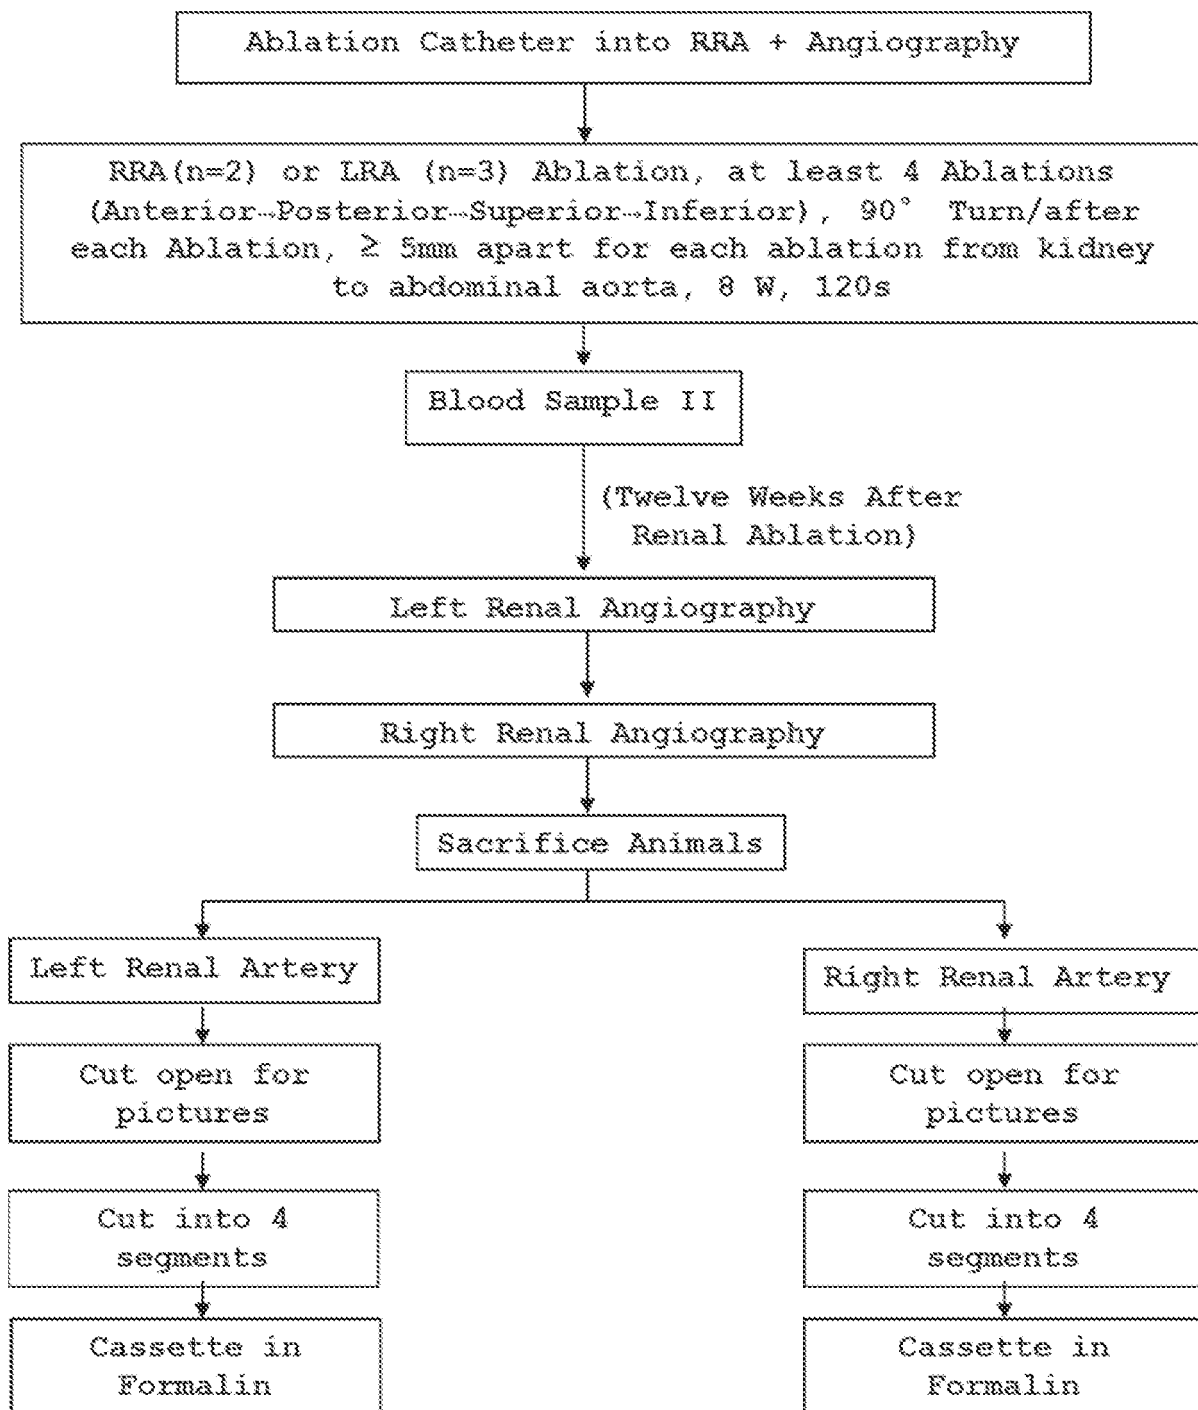 Ablation Catheter into RRA + Angiography
RRA(n=2) or LRA (n=3) Ablation, at least 4 Ablations
(Anterior→Posterior→Superior→Inferior), 90° Turn/after
each Ablation, ≥ 5mm apart for each ablation from kidney
to abdominal aorta, 8 W, 120s
Blood Sample II
(Twelve Weeks After
Renal Ablation)
Left Renal Angiography
Right Renal Angiography
Sacrifice Animals
Left Renal Artery
Right Renal Artery
Cut open for
pictures
Cut open for
pictures
Cut into 4
segments
Cut into 4
segments
Cassette in
Formalin
Cassette in
Formalin